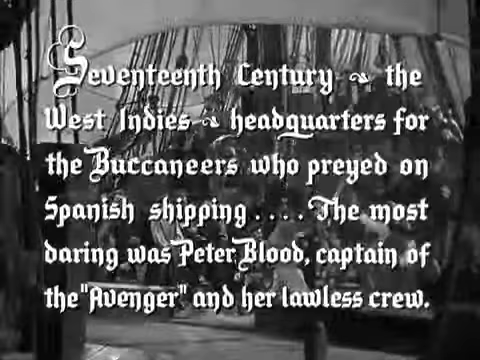 Seventeenth Century ~ the
West Indies ~ headquarters for
the Buccaneers who preyed on
Spanish shipping .... The most
daring was Peter Blood, captain of
the "Avenger" and her lawless crew.